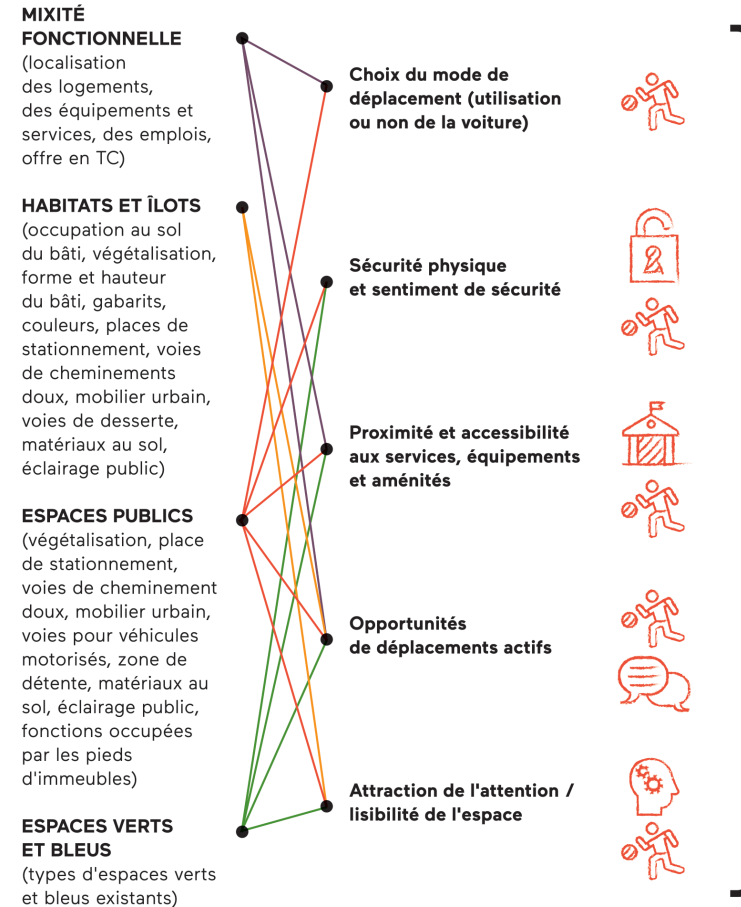 MIXITÉ
FONCTIONNELLE
(localisation
des logements,
des équipements et
services, des emplois,
offre en TC)
HABITATS ET ÎLOTS
(occupation au sol
du bâti, végétalisation,
forme et hauteur
du bâti, gabarits,
couleurs, places de
stationnement, voies
de cheminements
doux, mobilier urbain,
voies de desserte,
matériaux au sol,
éclairage public)
ESPACES PUBLICS
(végétalisation, place
de stationnement,
voies de cheminement
doux, mobilier urbain,
voies pour véhicules
motorisés, zone de
détente, matériaux au
sol, éclairage public,
fonctions occupées
par les pieds
d'immeubles)
ESPACES VERTS
ET BLEUS
(types d'espaces verts
et bleus existants)
Choix du mode de
déplacement (utilisation
ou non de la voiture)
Sécurité physique
et sentiment de sécurité
Proximité et accessibilité
aux services, équipements
et aménités
Opportunités
de déplacements actifs
Attraction de l'attention /
lisibilité de l'espace